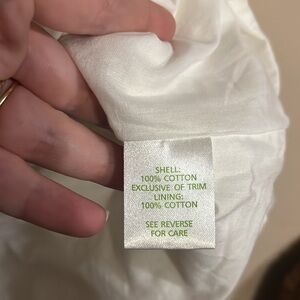 SHELL:
100% COTTON
EXCLUSIVE OF TRIM
LINING:
100% COTTON
SEE REVERSE
FOR CARE